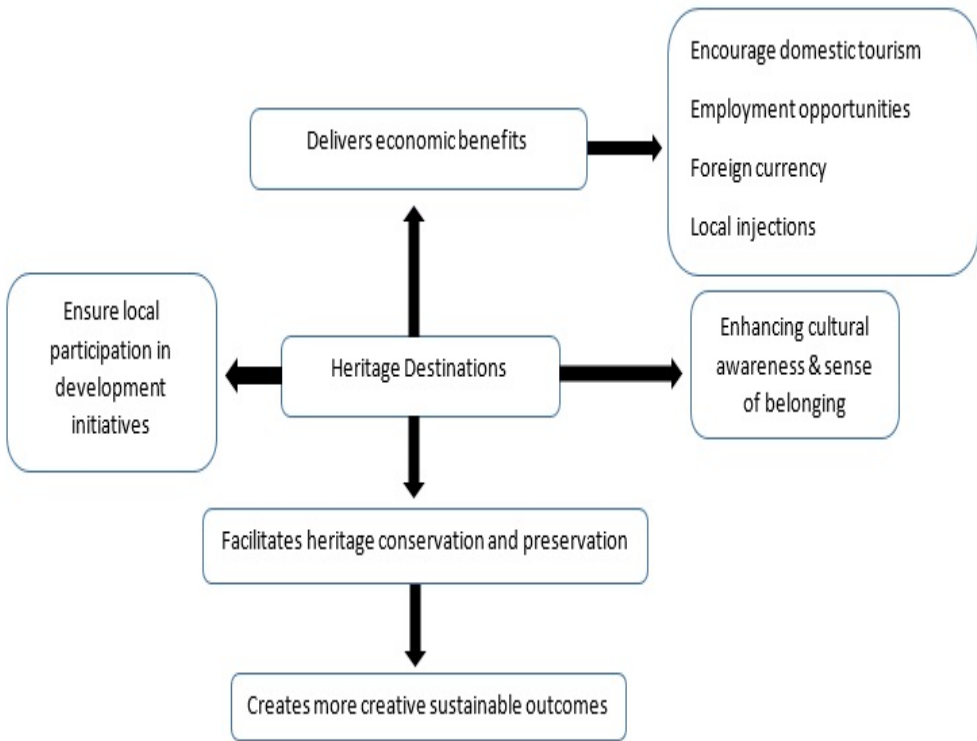 Encourage domestic tourism
Employment opportunities
Foreign currency
Local injections
Delivers economic benefits
Ensure local
participation in
development
initiatives
Heritage Destinations
Enhancing cultural
awareness & sense
of belonging
Facilitates heritage conservation and preservation
Creates more creative sustainable outcomes